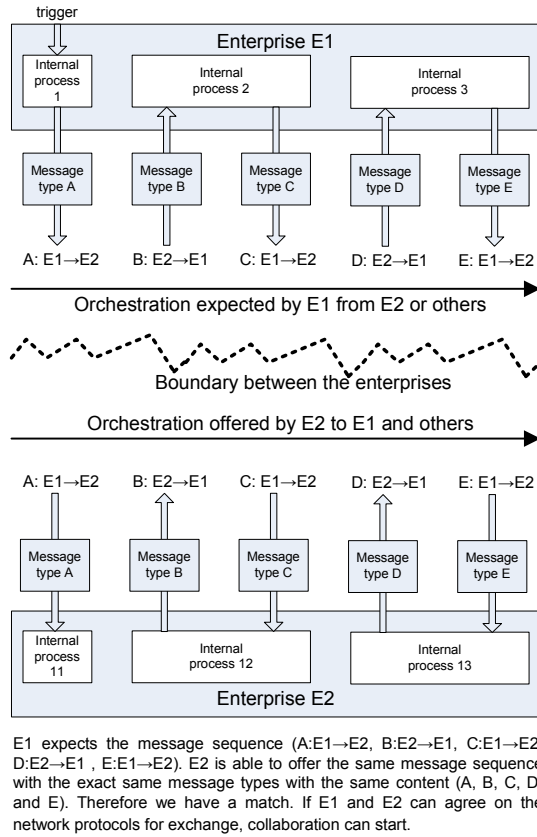 trigger
Enterprise E1
Internal
process
1
Internal
process 2
Internal
process 3
Message
type A
Message
type B
Message
type C
Message
type D
Message
type E
A: E1→E2
B: E2→E1
C: E1→E2
D: E2→E1
E: E1→E2
Orchestration expected by E1 from E2 or others
Boundary between the enterprises
Orchestration offered by E2 to E1 and others
A: E1→E2
B: E2→E1
C: E1→E2
D: E2→E1
E: E1→E2
Message
type A
Message
type B
Message
type C
Message
type D
Message
type E
Internal
process
11
Internal
process 12
Internal
process 13
Enterprise E2
E1 expects the message sequence (A:E1→E2, B:E2→E1, C:E1→E2
D:E2→E1 , E:E1→E2). E2 is able to offer the same message sequence
with the exact same message types with the same content (A, B, C, D
and E). Therefore we have a match. If E1 and E2 can agree on the
network protocols for exchange, collaboration can start.